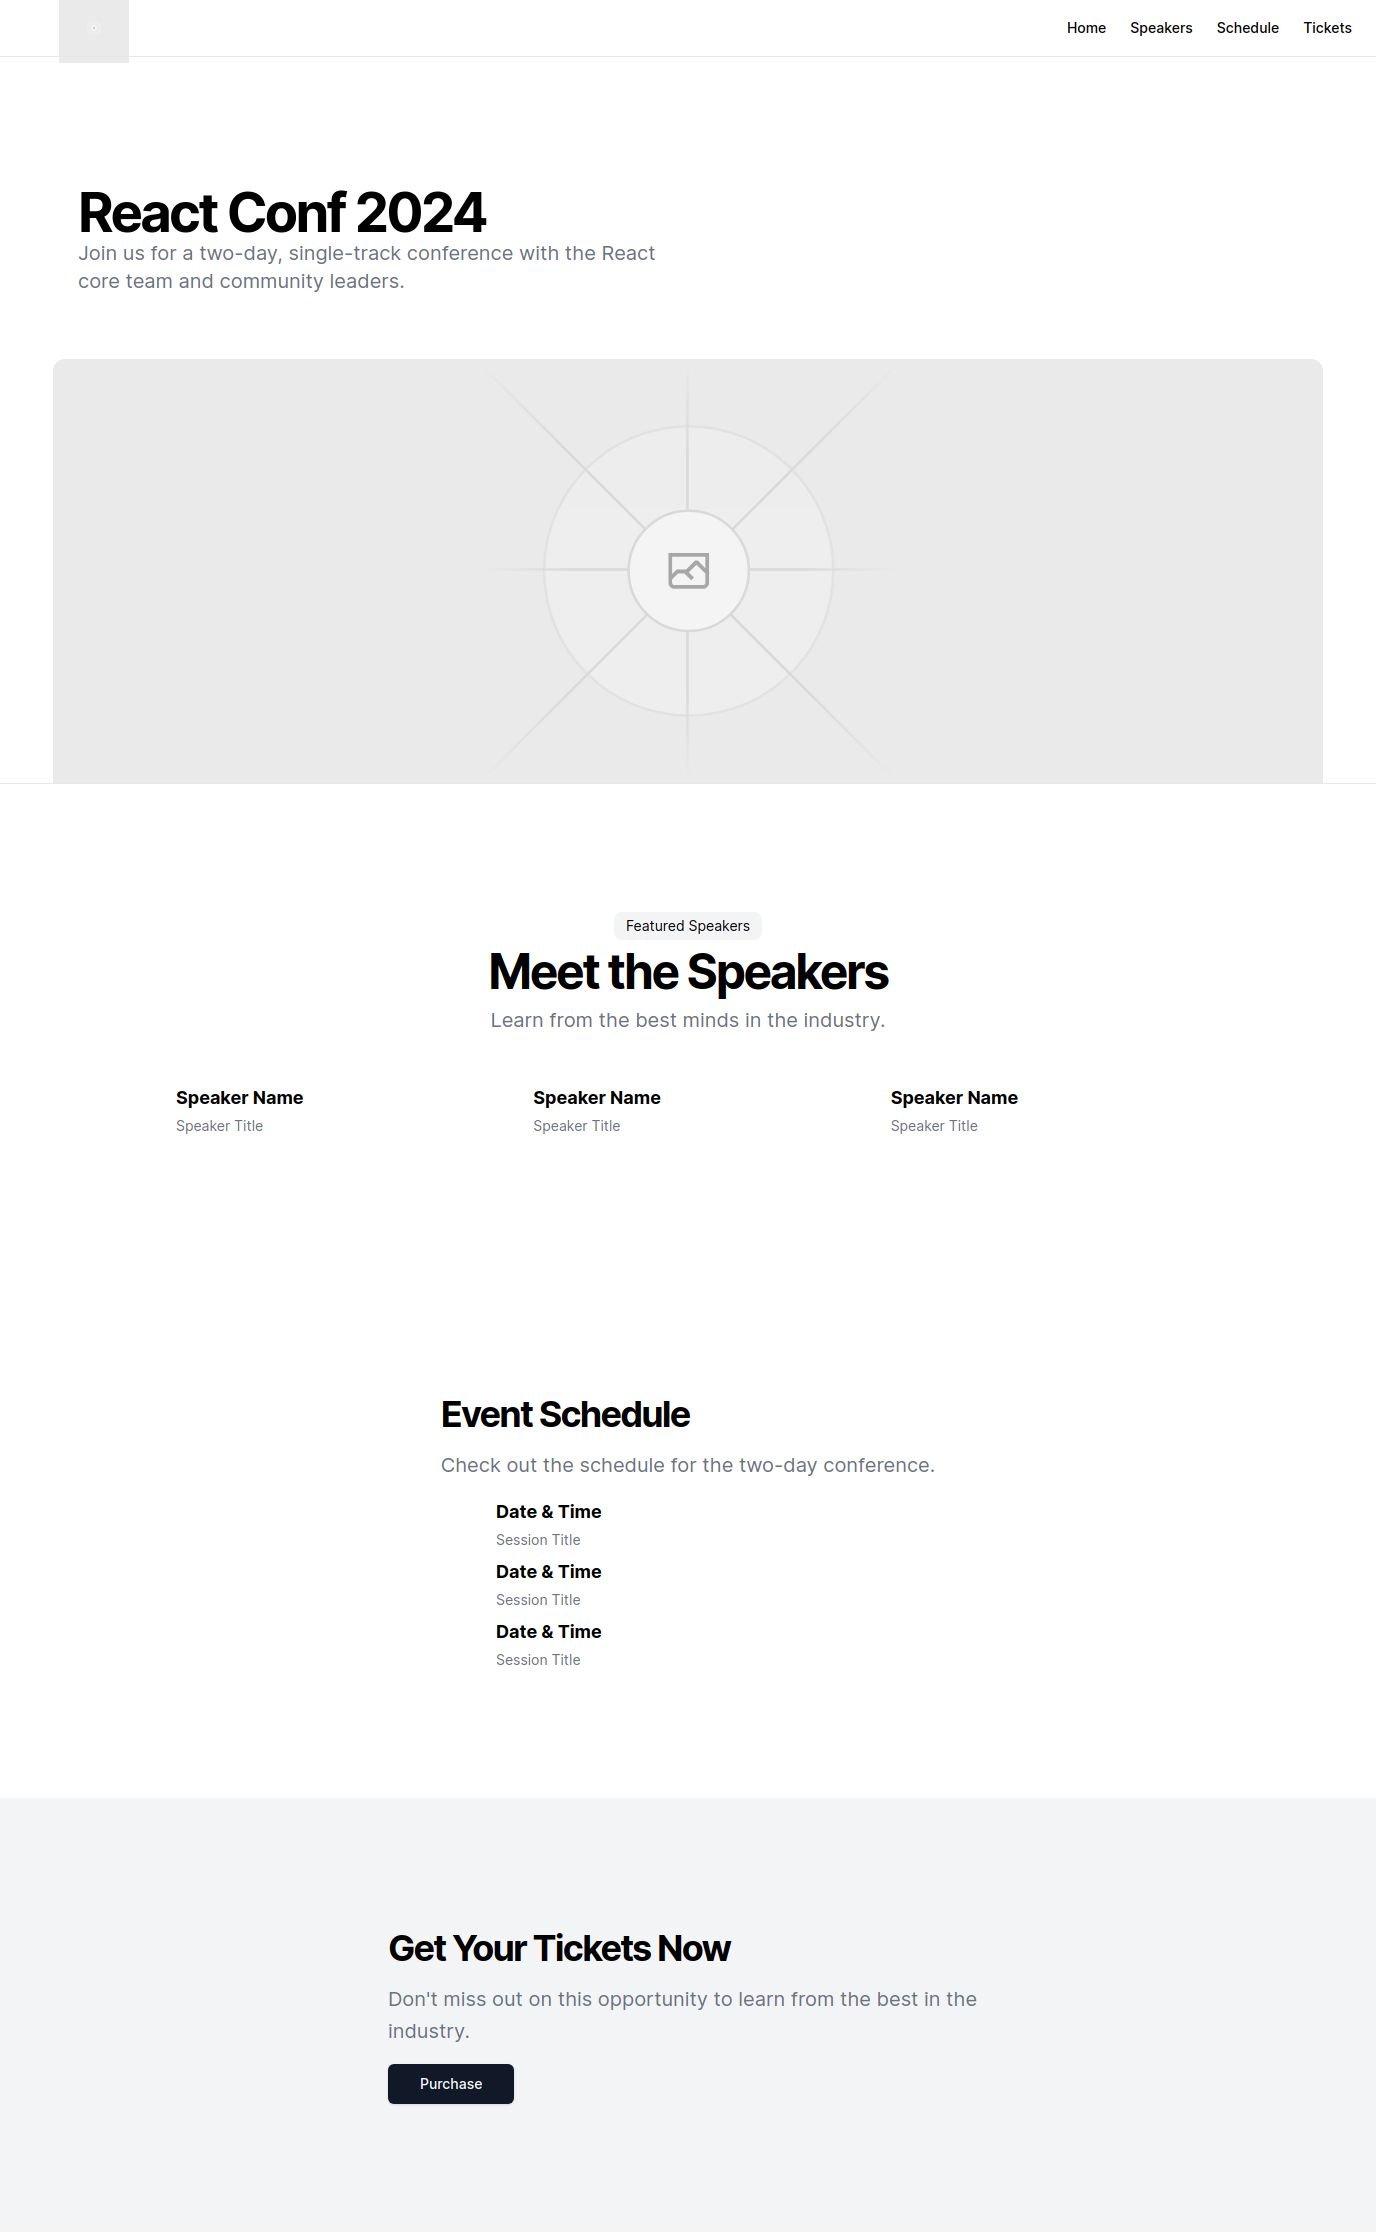 Home Speakers Schedule Tickets
React Conf 2024
Join us for a two-day, single-track conference with the React
core team and community leaders.
Featured Speakers
Meet the Speakers
Learn from the best minds in the industry.
Speaker Name Speaker Name Speaker Name
Speaker Title Speaker Title Speaker Title
Event Schedule
Check out the schedule for the two-day conference.
Date & Time
Session Title
Date & Time
Session Title
Date & Time
Session Title
Get Your Tickets Now
Don't miss out on this opportunity to learn from the best in the
industry.
Purchase